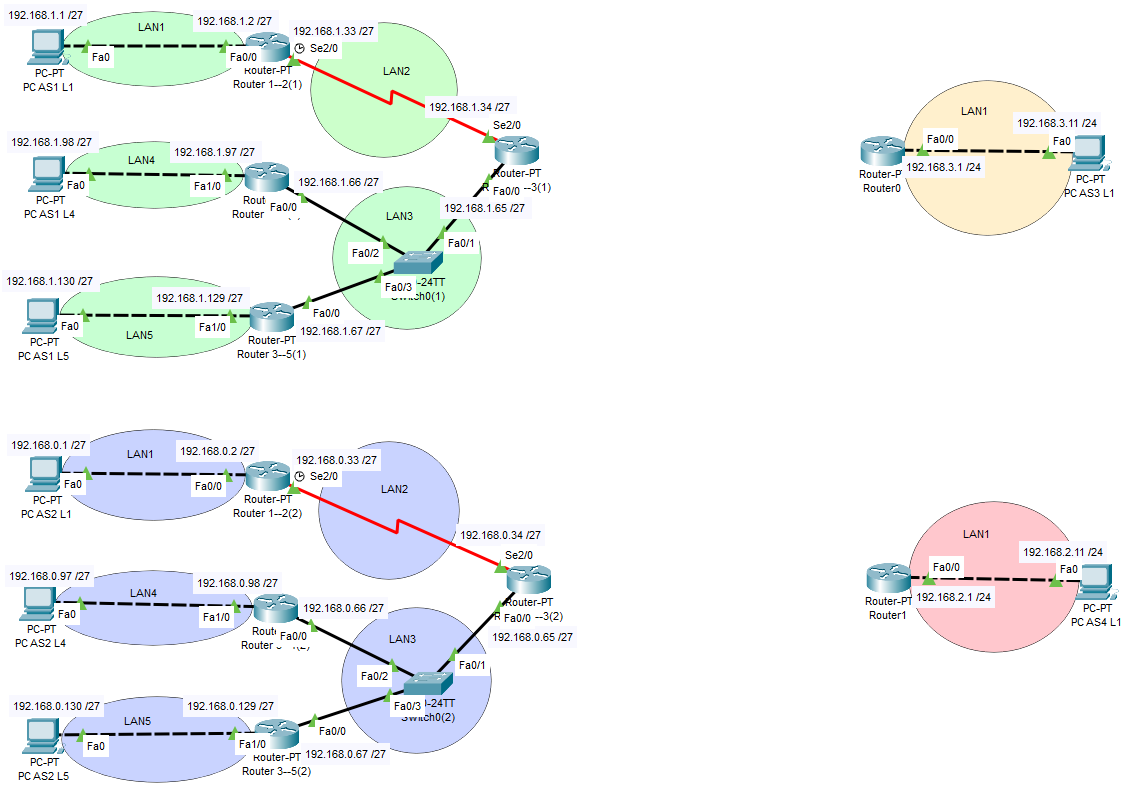 192.168.1.1 /27
LAN1
192.168.1.2 /27
Fa0
Fa0/0
PC-PT
PC AS1 L1
Router-PT
Router 1--2(1)
192.168.1.33 /27
Se2/0
LAN2
192.168.1.34 /27
Se2/0
Router-PT
--3(1)
Fa0/0
192.168.1.98 /27
LAN4
192.168.1.97 /27
Fa0
Fa1/0
PC-PT
PC AS1 L4
Router
Fa0/0
192.168.1.66 /27
192.168.1.65 /27
LAN3
Fa0/2
Fa0/1
Fa0/3
-24TT
Switch0(1)
192.168.1.130 /27
192.168.1.129 /27
Fa0
Fa1/0
LAN5
PC-PT
PC AS1 L5
Fa0/0
192.168.1.67 /27
Router-PT
Router 3--5(1)
LAN1
192.168.3.11 /24
Fa0/0
Fa0
192.168.3.1 /24
Router0
PC-PT
PC AS3 L1
192.168.0.1 /27
LAN1
192.168.0.2 /27
Fa0
Fa0/0
PC-PT
PC AS2 L1
Router-PT
Router 1--2(2)
192.168.0.33 /27
Se2/0
LAN2
192.168.0.34 /27
Se2/0
Router-PT
--3(2)
Fa0/0
192.168.0.65 /27
192.168.0.97 /27
LAN4
192.168.0.98 /27
Fa0
Fa1/0
PC-PT
PC AS2 L4
Fa0/0
192.168.0.66 /27
LAN3
Fa0/2
Fa0/1
Fa0/3
-24TT
Switch0(2)
192.168.0.130 /27
LAN5
192.168.0.129 /27
Fa0
Fa1/0
PC-PT
PC AS2 L5
Fa0/0
192.168.0.67 /27
Router-PT
Router 3--5(2)
LAN1
192.168.2.11 /24
Fa0/0
Fa0
192.168.2.1 /24
Router-PT
Router1
PC-PT
PC AS4 L1